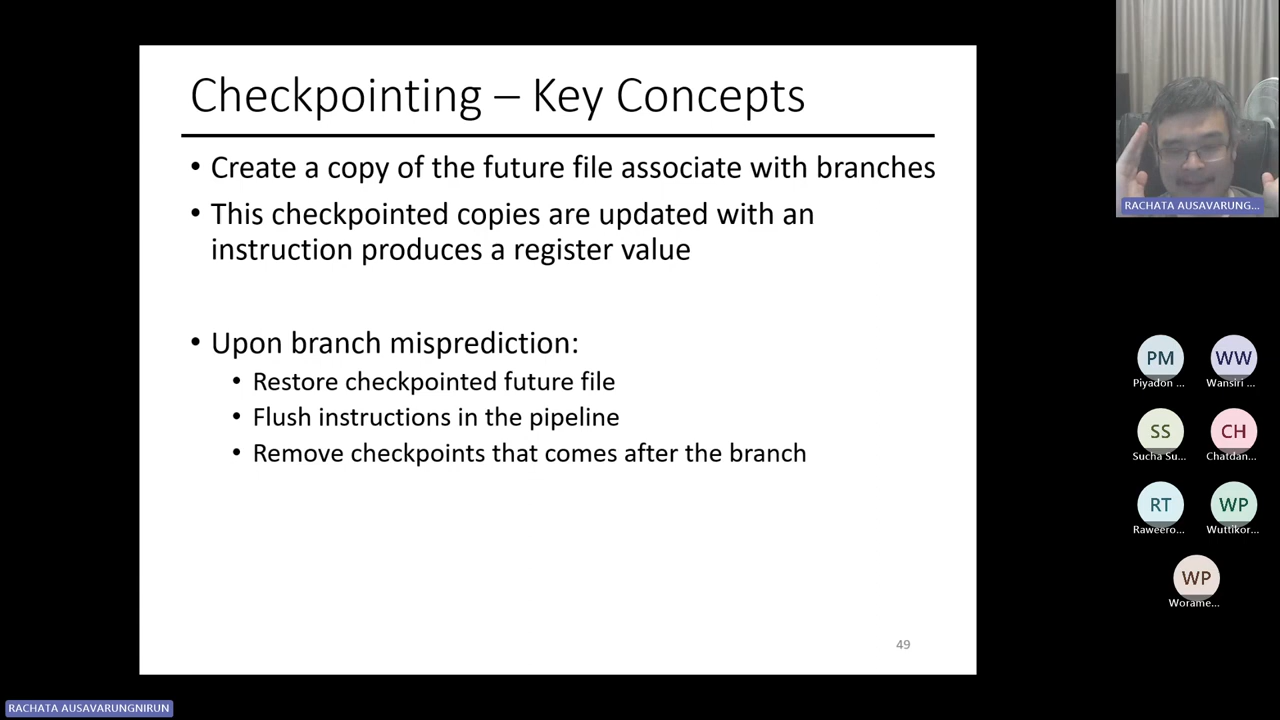 Checkpointing – Key Concepts
• Create a copy of the future file associate with branches
• This checkpointed copies are updated with an
instruction produces a register value
• Upon branch misprediction:
• Restore checkpointed future file
• Flush instructions in the pipeline
• Remove checkpoints that comes after the branch
49
RACHATA AUSAVARUNG...
PM
WW
Piyadon ...
Wansiri ...
SS
CH
Sucha Su...
Chatdan...
RT
WP
Raweero...
Wuttikor...
WP
Worame...
RACHATA AUSAVARUNGNIRUN